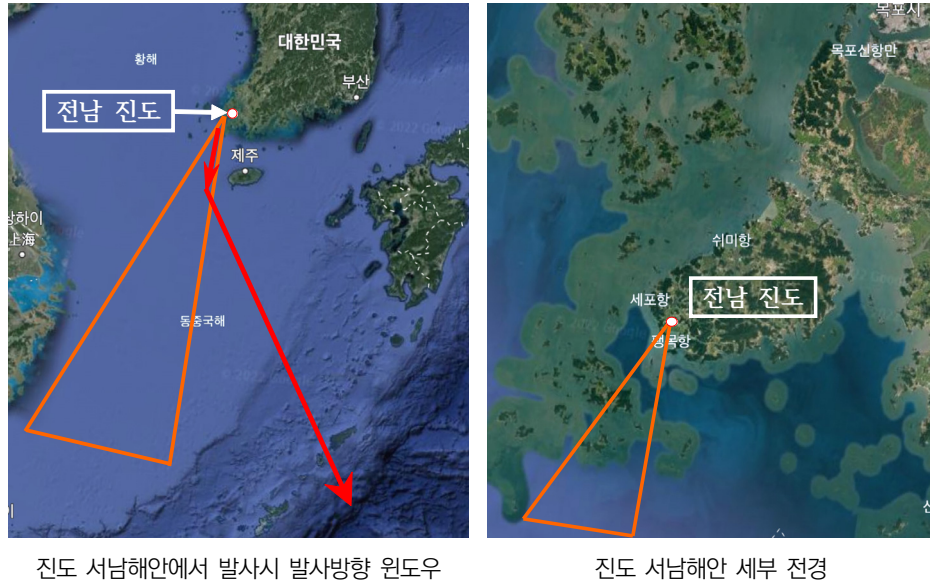 대한민국
황해
부산
전남 진도
제주
상하이
上海
동중국해
목포시
목포신항만
쉬미항
세포항
전남 진도
팽목항
진도 서남해안에서 발사시 발사방향 윈도우
진도 서남해안 세부 전경